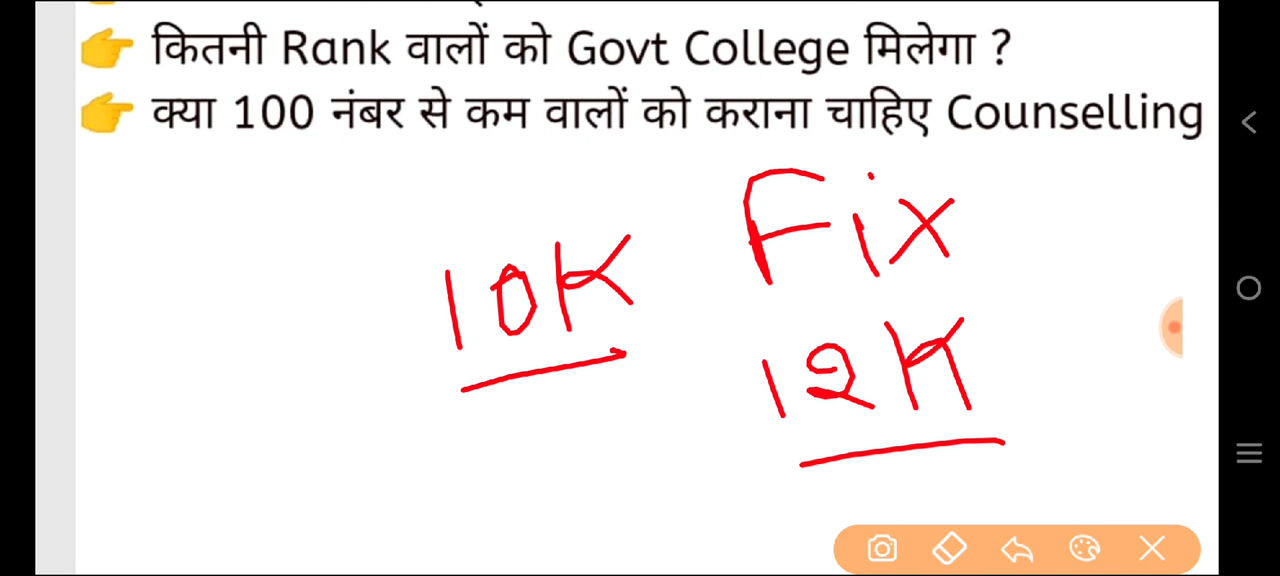 👉 कितनी Rank वालों को Govt College मिलेगा ?
👉 क्या 100 नंबर से कम वालों को कराना चाहिए Counselling
Fix
10K
12K